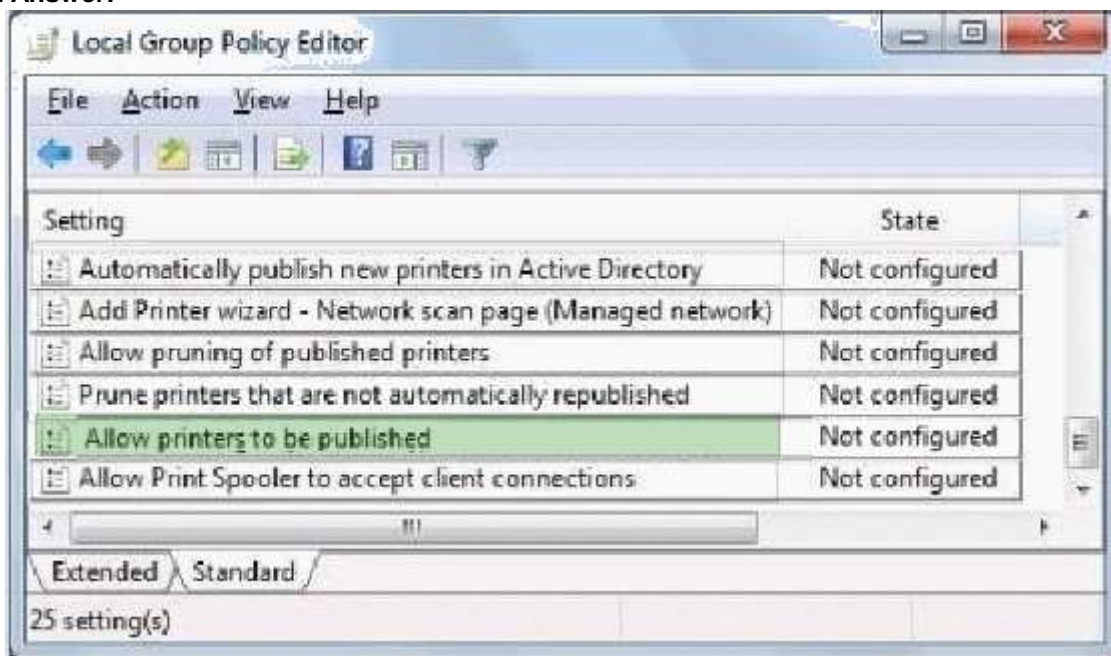 Local Group Policy Editor
File Action View Help
Setting State
Automatically publish new printers in Active Directory Not configured
Add Printer wizard - Network scan page (Managed network) Not configured
Allow pruning of published printers Not configured
Prune printers that are not automatically republished Not configured
Allow printers to be published Not configured
Allow Print Spooler to accept client connections Not configured
Extended Standard
25 setting(s)